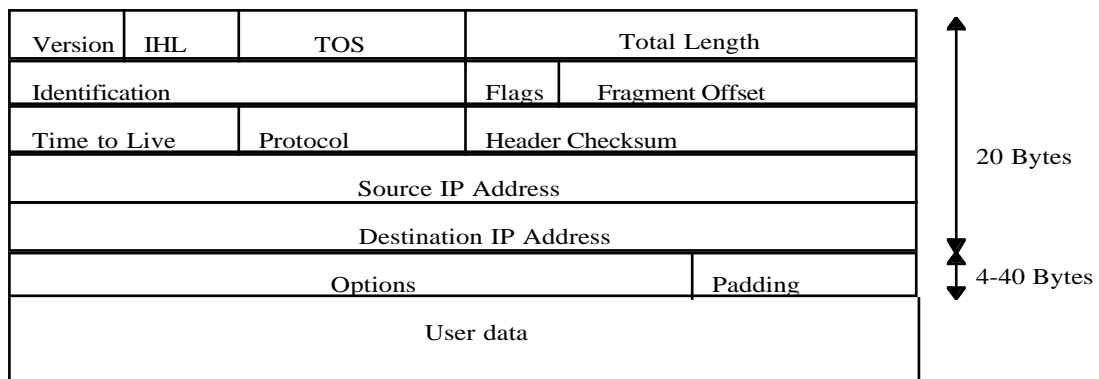 Version IHL TOS Total Length
Identification Flags Fragment Offset
Time to Live Protocol Header Checksum
20 Bytes
Source IP Address
Destination IP Address
Options Padding 4-40 Bytes
User data